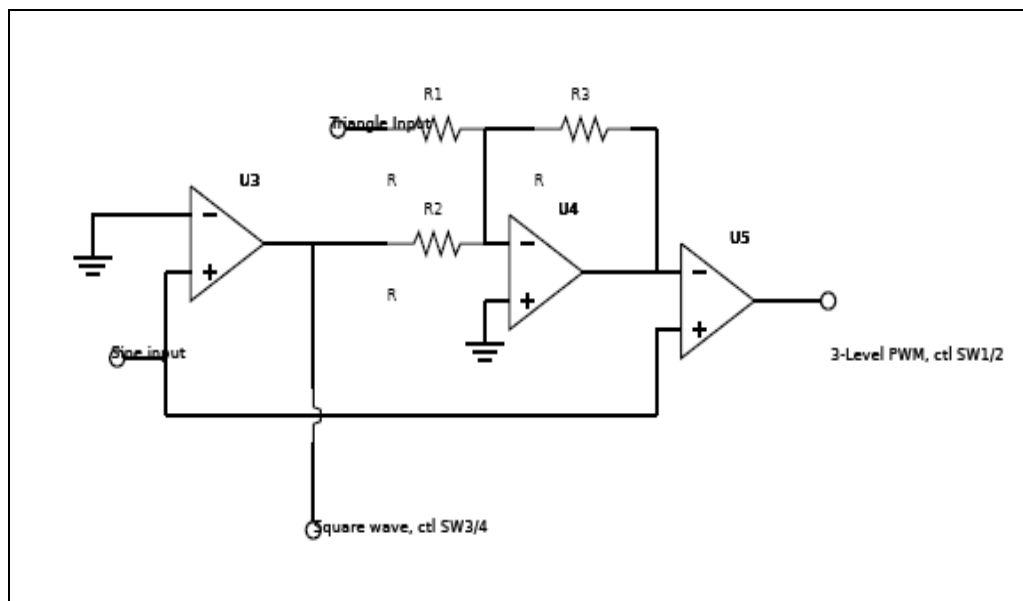 R1
R3
Triangle Input
U3
R
R
R2
U4
U5
R
Sine input
3-Level PWM, ctl SW1/2
Square wave, ctl SW3/4